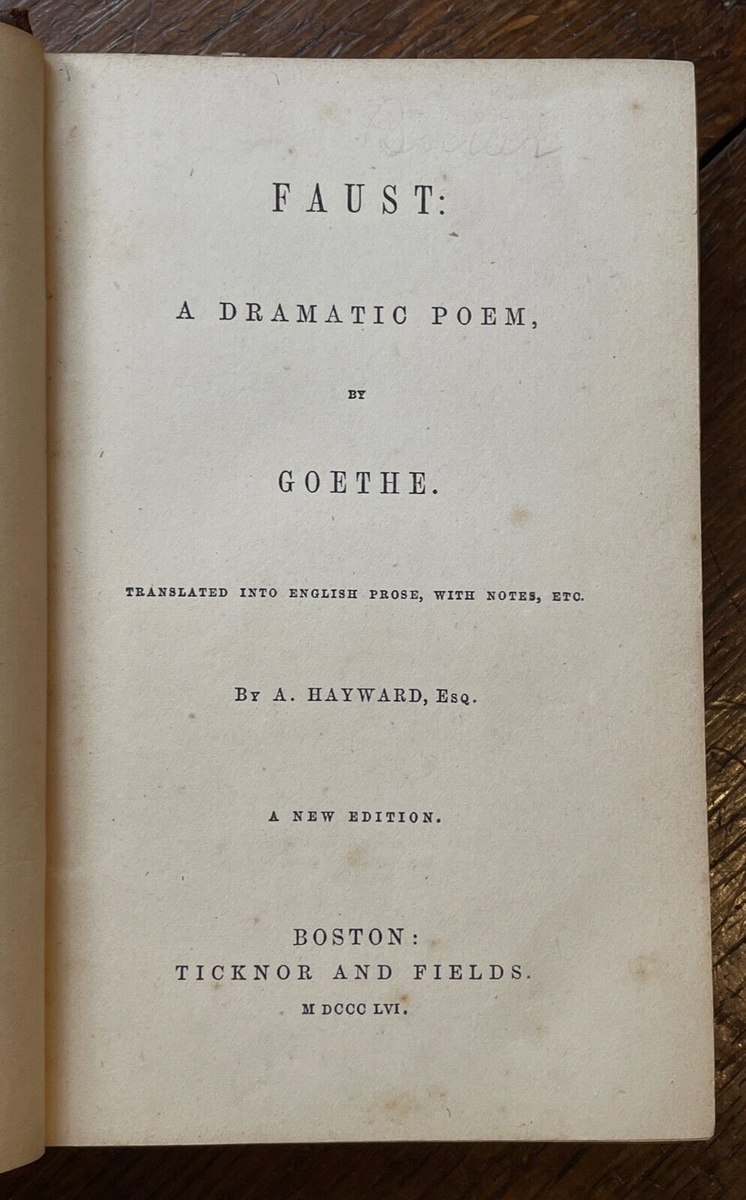 FAUST:
A DRAMATIC POEM,
BY
GOETHE.
TRANSLATED INTO ENGLISH PROSE, WITH NOTES, ETC.
By A. HAYWARD, Esq.
A NEW EDITION.
BOSTON:
TICKNOR AND FIELDS.
M DCCC LVI.